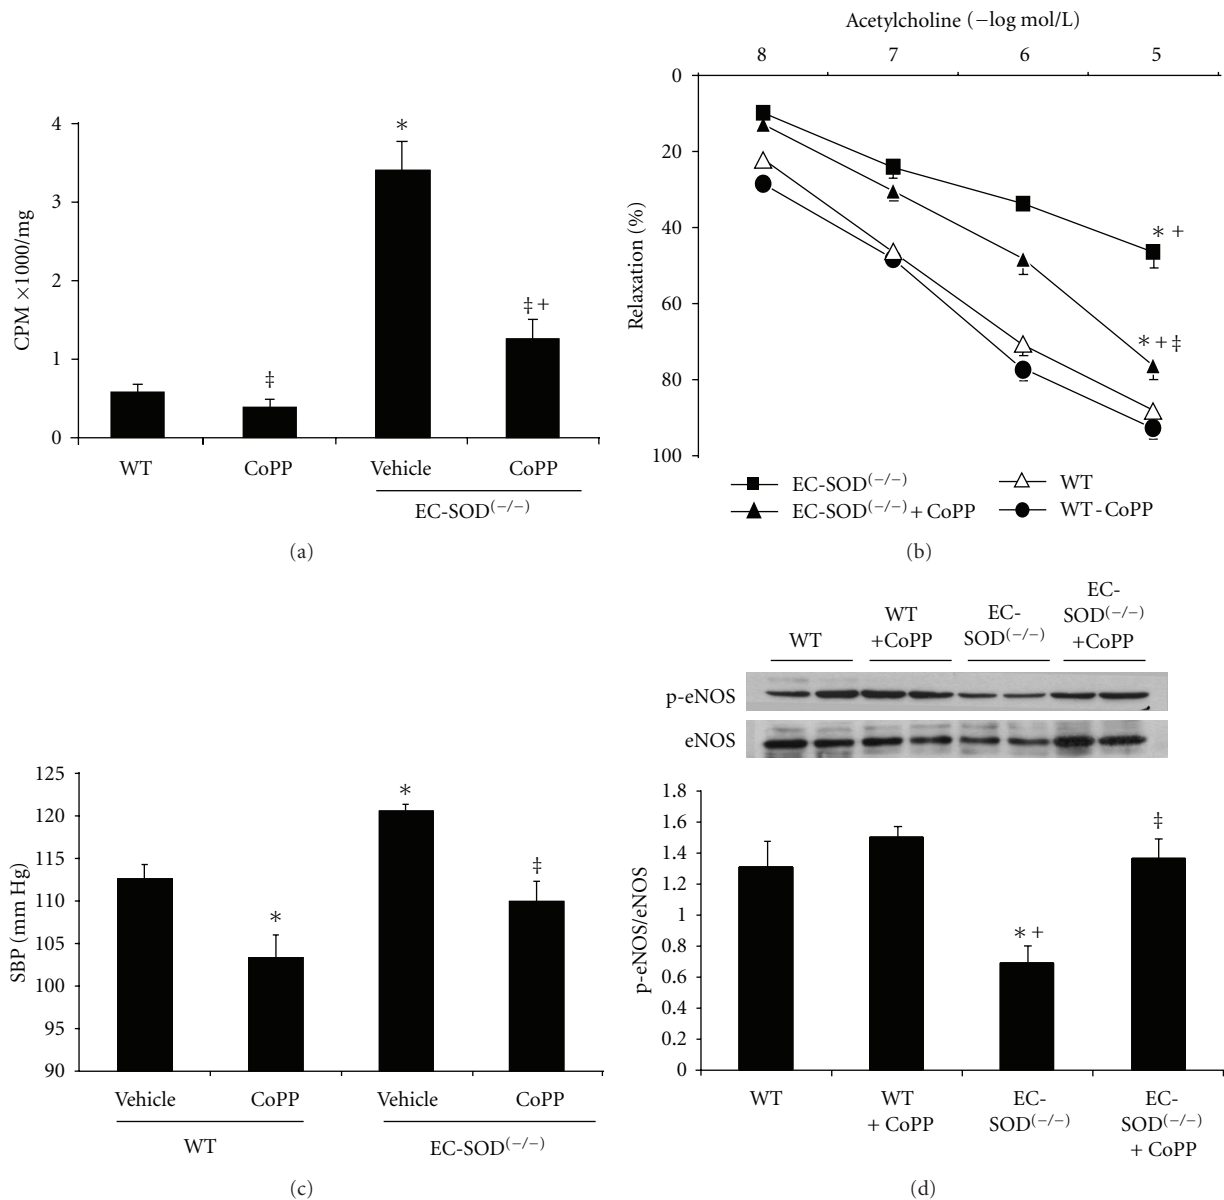 4
3
2
1
0
CPM ×1000/mg
*
‡
‡ +
WT
CoPP
Vehicle
CoPP
EC-SOD(−/−)
(a)
Acetylcholine (−log mol/L)
8
7
6
5
0
20
40
60
80
100
Relaxation (%)
* +
* + ‡
EC-SOD(−/−)
WT
EC-SOD(−/−) + CoPP
WT-CoPP
(b)
125
120
115
110
105
100
95
90
SBP (mm Hg)
*
*
‡
Vehicle
CoPP
Vehicle
CoPP
WT
EC-SOD(−/−)
(c)
WT
WT
+CoPP
EC-
SOD(−/−)
EC-
SOD(−/−)
+CoPP
p-eNOS
eNOS
1.8
1.6
1.4
1.2
1
0.8
0.6
0.4
0.2
0
p-eNOS/eNOS
* +
‡
WT
WT
+ CoPP
EC-
SOD(−/−)
EC-
SOD(−/−)
+ CoPP
(d)